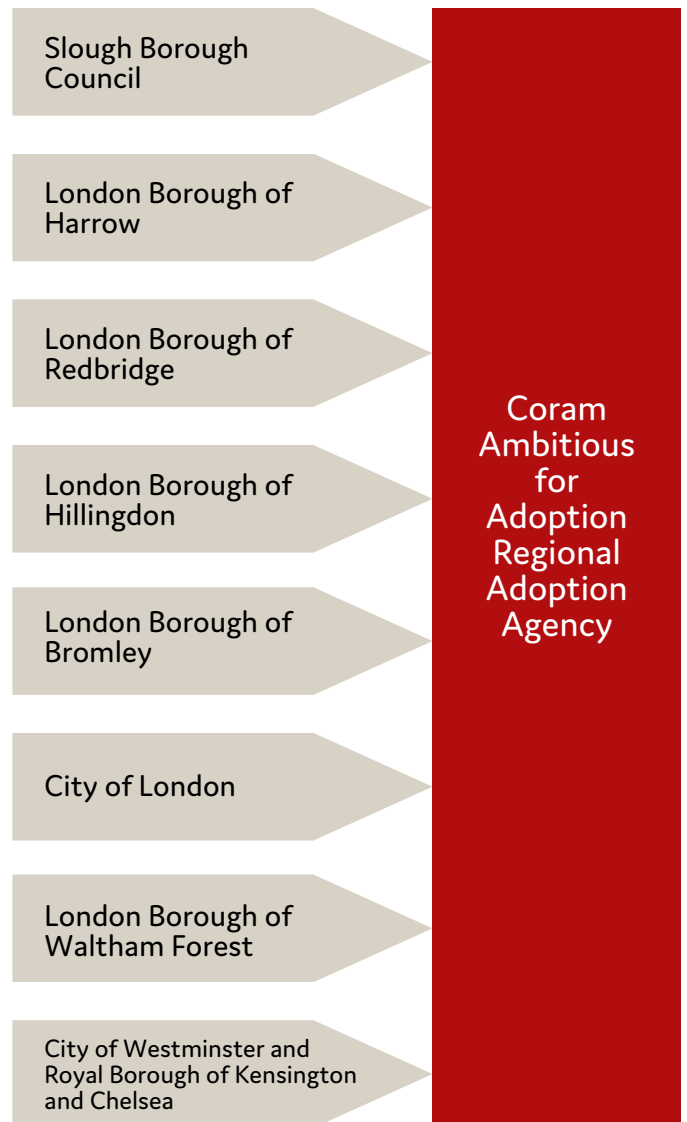 Slough Borough
Council
London Borough of
Harrow
London Borough of
Redbridge
London Borough of
Hillingdon
London Borough of
Bromley
City of London
London Borough of
Waltham Forest
City of Westminster and
Royal Borough of Kensington
and Chelsea
Coram
Ambitious
for
Adoption
Regional
Adoption
Agency